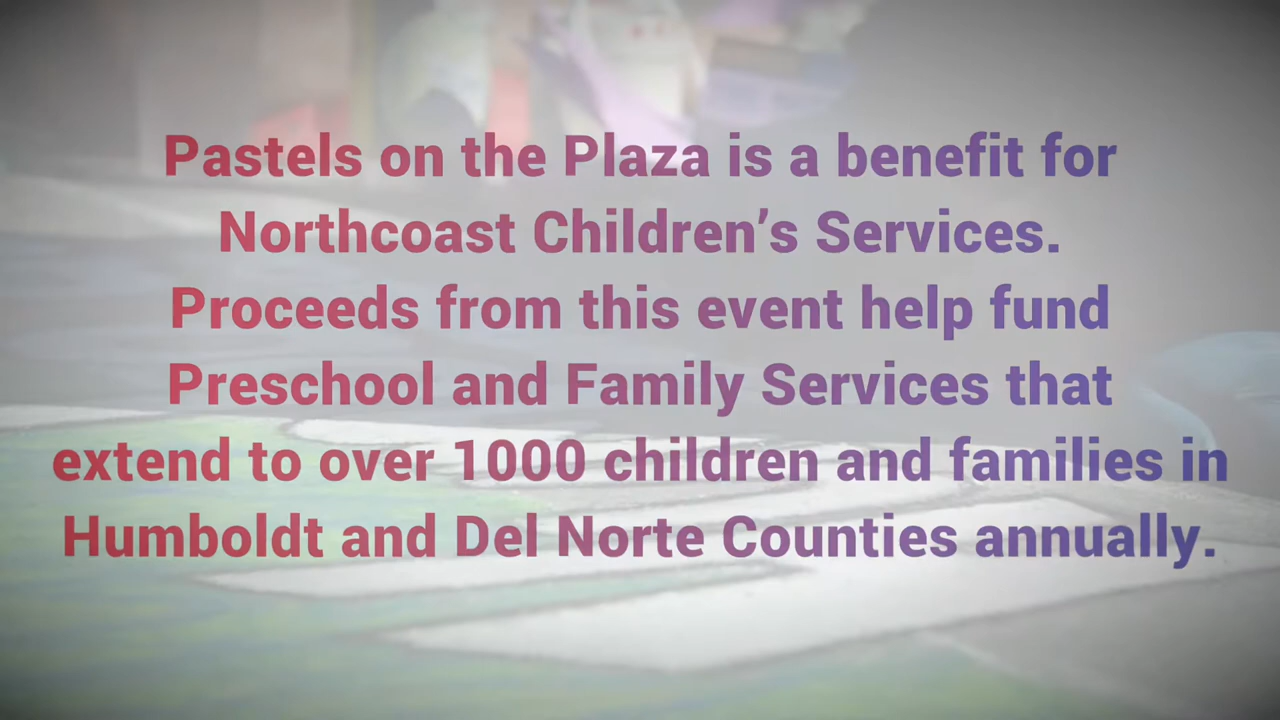 Pastels on the Plaza is a benefit for
Northcoast Children’s Services.
Proceeds from this event help fund
Preschool and Family Services that
extend to over 1000 children and families in
Humboldt and Del Norte Counties annually.